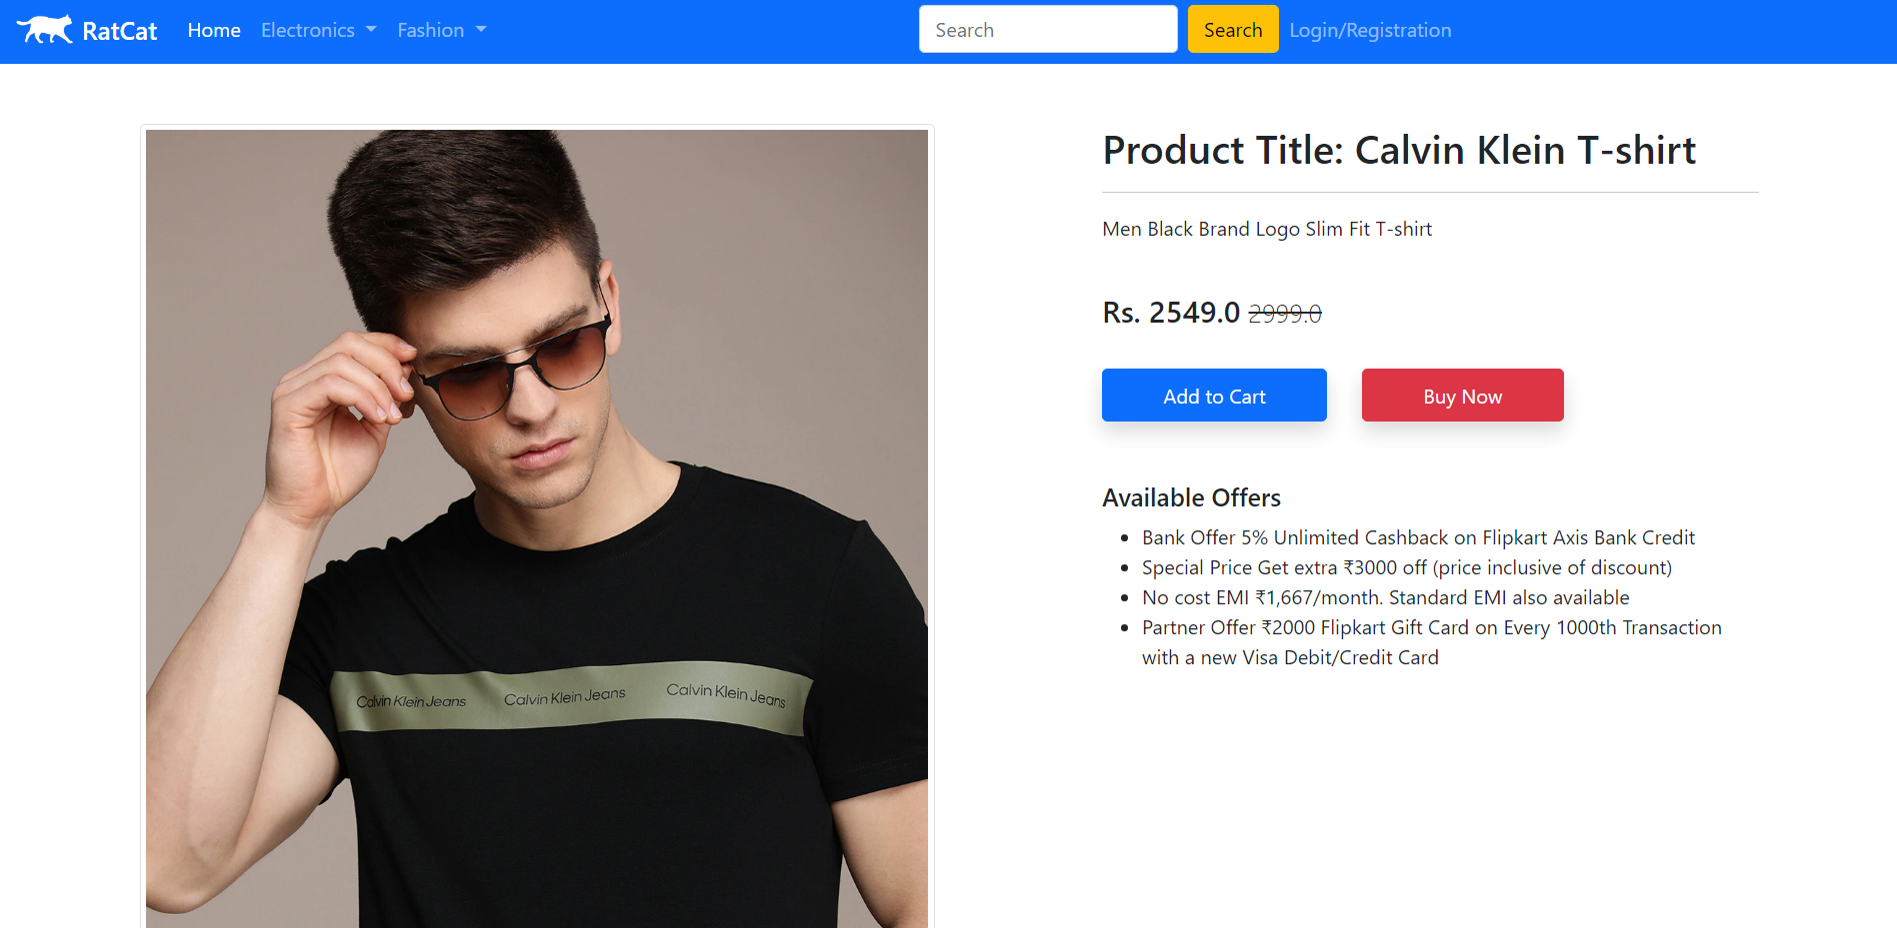 RatCat Home Electronics Fashion Search Search Login/Registration
Product Title: Calvin Klein T-shirt
Men Black Brand Logo Slim Fit T-shirt
Rs. 2549.0 2999.0
Add to Cart Buy Now
Available Offers
Bank Offer 5% Unlimited Cashback on Flipkart Axis Bank Credit
Special Price Get extra ₹3000 off (price inclusive of discount)
No cost EMI ₹1,667/month. Standard EMI also available
Partner Offer ₹2000 Flipkart Gift Card on Every 1000th Transaction
with a new Visa Debit/Credit Card
Calvin Klein Jeans Calvin Klein Jeans Calvin Klein Jeans